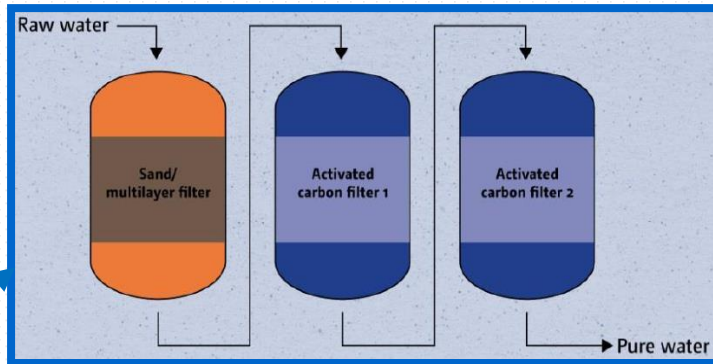 Raw water
Sand/
multilayer filter
Activated
carbon filter 1
Activated
carbon filter 2
Pure water